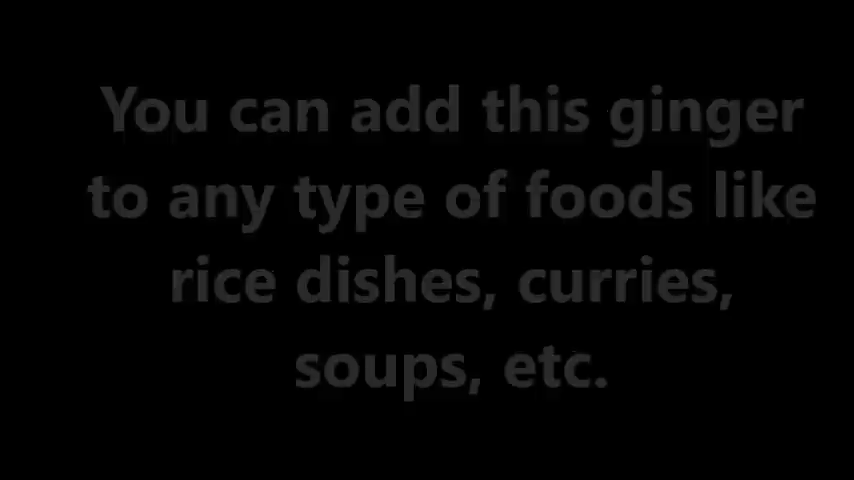 You can add this ginger
to any type of foods like
rice dishes, curries,
soups, etc.